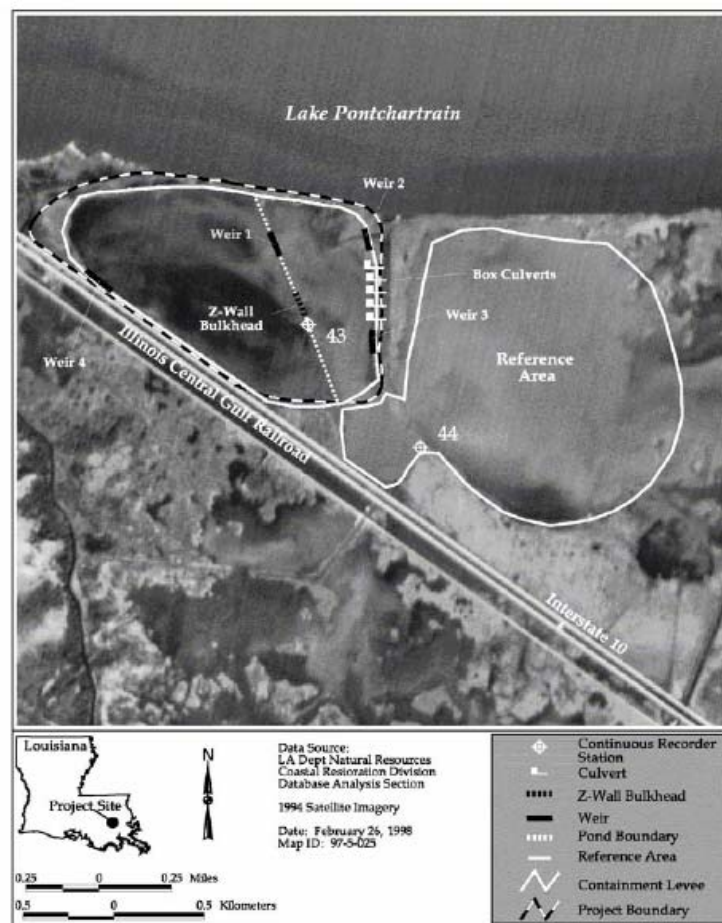 Lake Pontchartrain
Weir 2
Weir 1
Box Culverts
Z-Wall
Bulkhead
43
Weir 3
Weir 4
Reference
Area
Illinois Central Gulf Railroad
44
Interstate 10
Louisiana
Project Site
N
Data Source:
LA Dept Natural Resources
Coastal Restoration Division
Database Analysis Section
1994 Satellite Imagery
Date: February 26, 1998
Map ID: 97-5-025
0.25 0 0.25 Miles
0.5 0 0.5 Kilometers
Continuous Recorder
Station
Culvert
Z-Wall Bulkhead
Weir
Pond Boundary
Reference Area
Containment Levee
Project Boundary